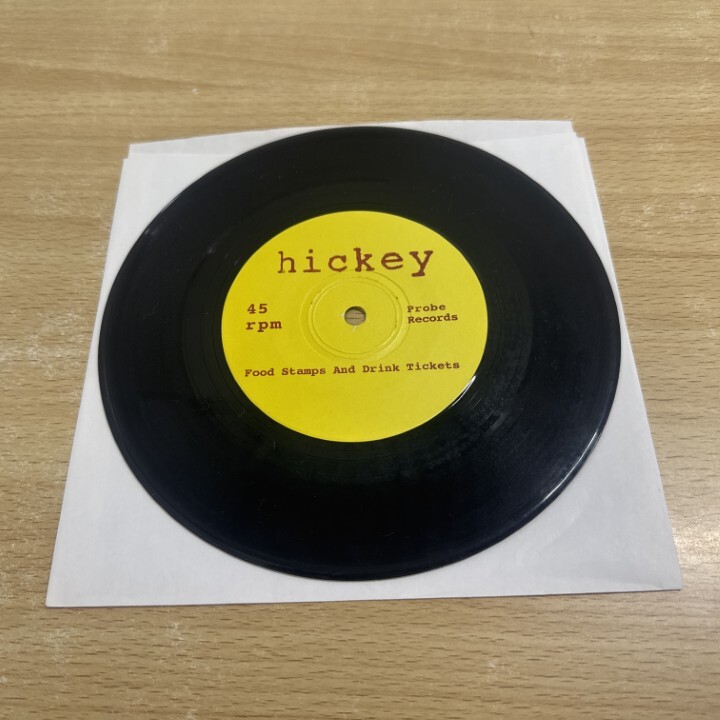 hickey
45
rpm
Probe
Records
Food Stamps And Drink Tickets